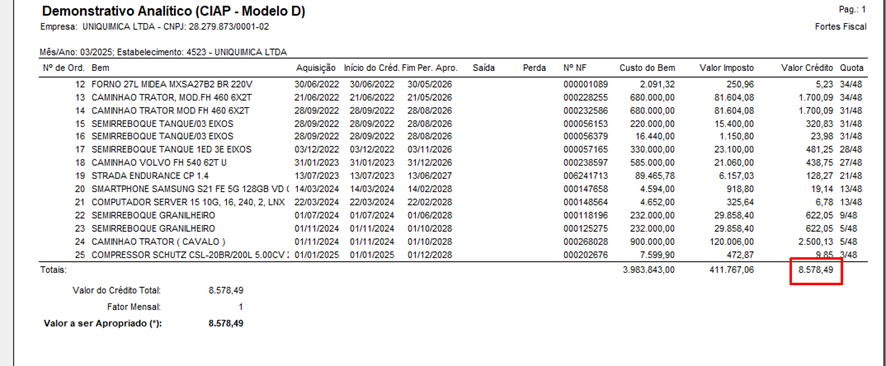 Demonstrativo Analítico (CIAP - Modelo D)
Pag.: 1
Empresa: UNIQUIMICA LTDA - CNPJ: 28.279.873/0001-02
Fortes Fiscal
Mês/Ano: 03/2025; Estabelecimento: 4523 - UNIQUIMICA LTDA
Nº de Ord. Bem Aquisição Início do Créd. Fim Per. Apro. Saída Perda Nº NF Custo do Bem Valor Imposto Valor Crédito Quota
12 FORNO 27L MIDEA MXSA27B2 BR 220V 30/06/2022 30/06/2022 30/05/2026 000001089 2.091,32 250,96 5,23 34/48
13 CAMINHAO TRATOR, MOD.FH 460 6X2T 21/06/2022 21/06/2022 21/05/2026 000228255 680.000,00 81.604,08 1.700,09 34/48
14 CAMINHAO TRATOR MOD FH 460 6X2T 28/09/2022 28/09/2022 28/08/2026 000232586 680.000,00 81.604,08 1.700,09 31/48
15 SEMIRREBOQUE TANQUE/03 EIXOS 28/09/2022 28/09/2022 28/08/2026 000056153 220.000,00 15.400,00 320,83 31/48
16 SEMIRREBOQUE TANQUE/03 EIXOS 28/09/2022 28/09/2022 28/08/2026 000056379 16.440,00 1.150,80 23,98 31/48
17 SEMIRREBOQUE TANQUE 1ED 3E EIXOS 03/12/2022 03/12/2022 03/11/2026 000057165 330.000,00 23.100,00 481,25 28/48
18 CAMINHAO VOLVO FH 540 62T U 31/01/2023 31/01/2023 31/12/2026 000238597 585.000,00 21.060,00 438,75 27/48
19 STRADA ENDURANCE CP 1.4 13/07/2023 13/07/2023 13/06/2027 006241713 89.465,78 6.157,03 128,27 21/48
20 SMARTPHONE SAMSUNG S21 FE 5G 128GB VD ( 14/03/2024 14/03/2024 14/02/2028 000147658 4.594,00 918,80 19,14 13/48
21 COMPUTADOR SERVER 15 10G, 16, 240, 2, LNX 22/03/2024 22/03/2024 22/02/2028 000148564 4.652,00 325,64 6,78 13/48
22 SEMIRREBOQUE GRANILHEIRO 01/07/2024 01/07/2024 01/06/2028 000118196 232.000,00 29.858,40 622,05 9/48
23 SEMIRREBOQUE GRANILHEIRO 01/11/2024 01/11/2024 01/10/2028 000125275 232.000,00 29.858,40 622,05 5/48
24 CAMINHAO TRATOR ( CAVALO ) 01/11/2024 01/11/2024 01/10/2028 000268028 900.000,00 120.006,00 2.500,13 5/48
25 COMPRESSOR SCHUTZ CSL-20BR/200L 5.00CV 01/01/2025 01/01/2025 01/12/2028 000202676 7.599,90 472,87 9,85 3/48
Totais: 3.983.843,00 411.767,06 8.578,49
Valor do Crédito Total: 8.578,49
Fator Mensal: 1
Valor a ser Apropriado (*): 8.578,49